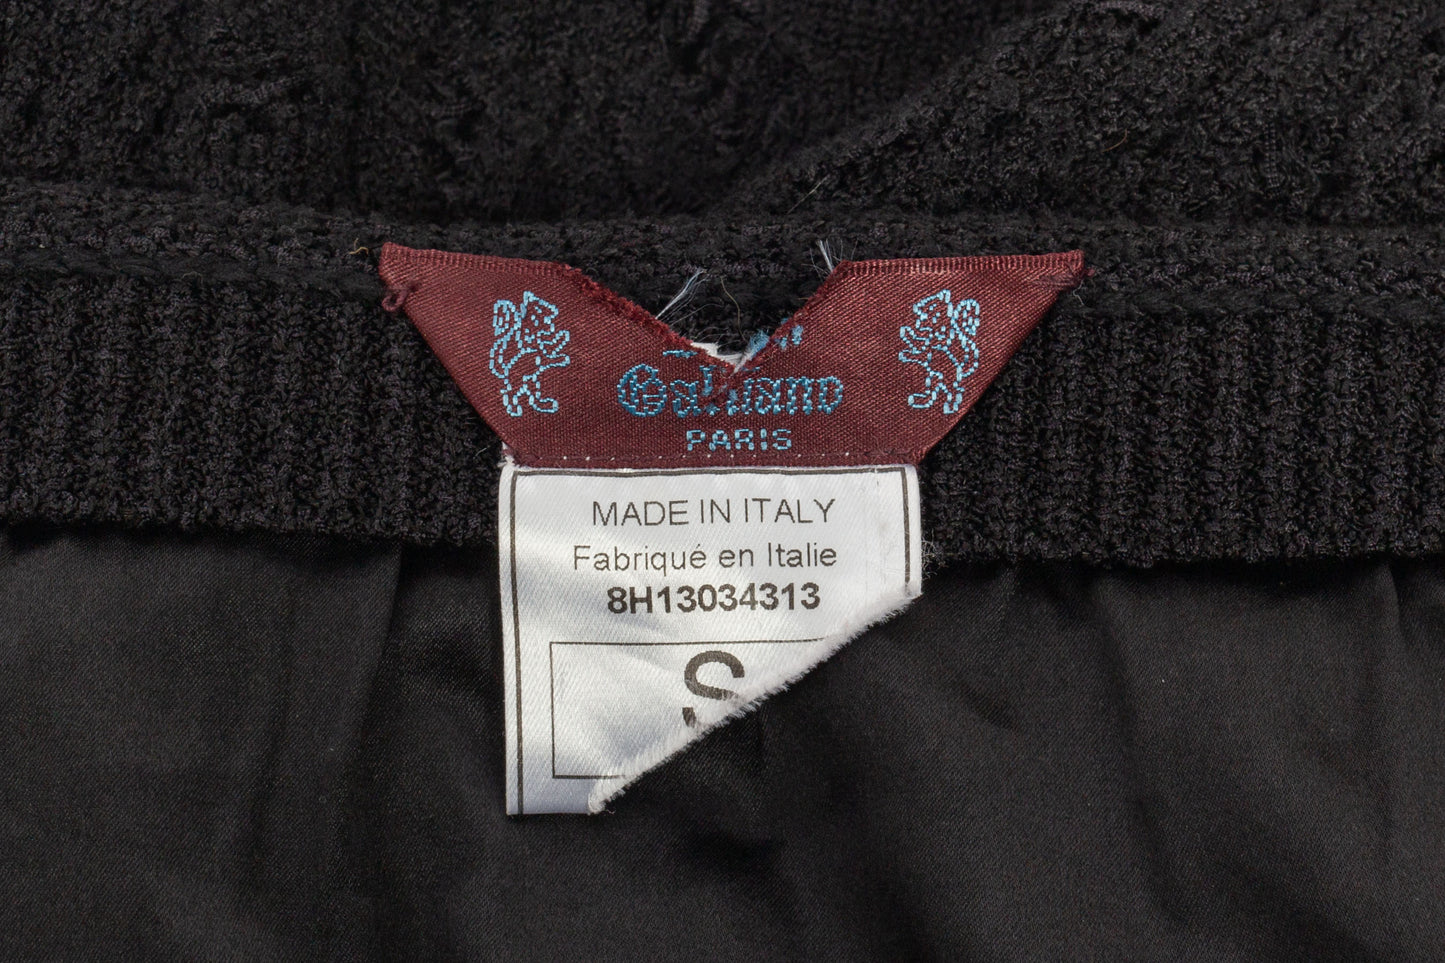 Galliano
PARIS
MADE IN ITALY
Fabriqué en Italie
8H13034313
S